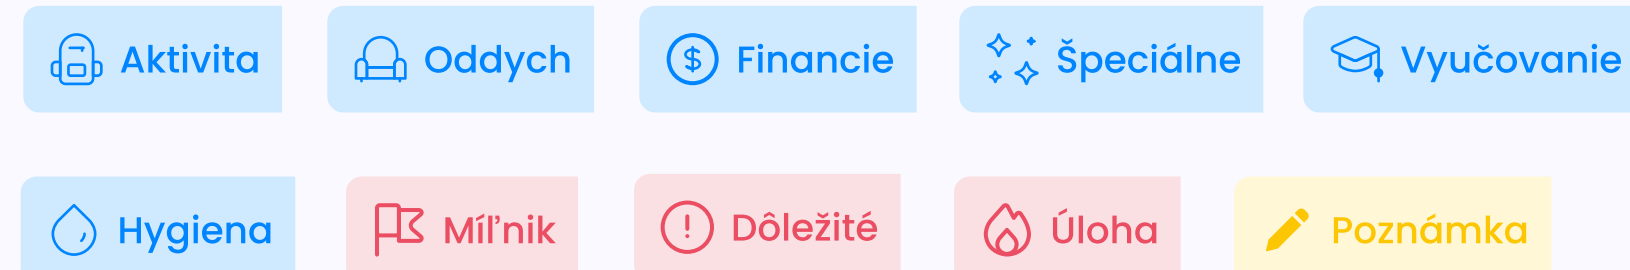 Aktivita
Oddych
Financie
Špeciálne
Vyučovanie
Hygiena
Míľnik
Dôležité
Úloha
Poznámka